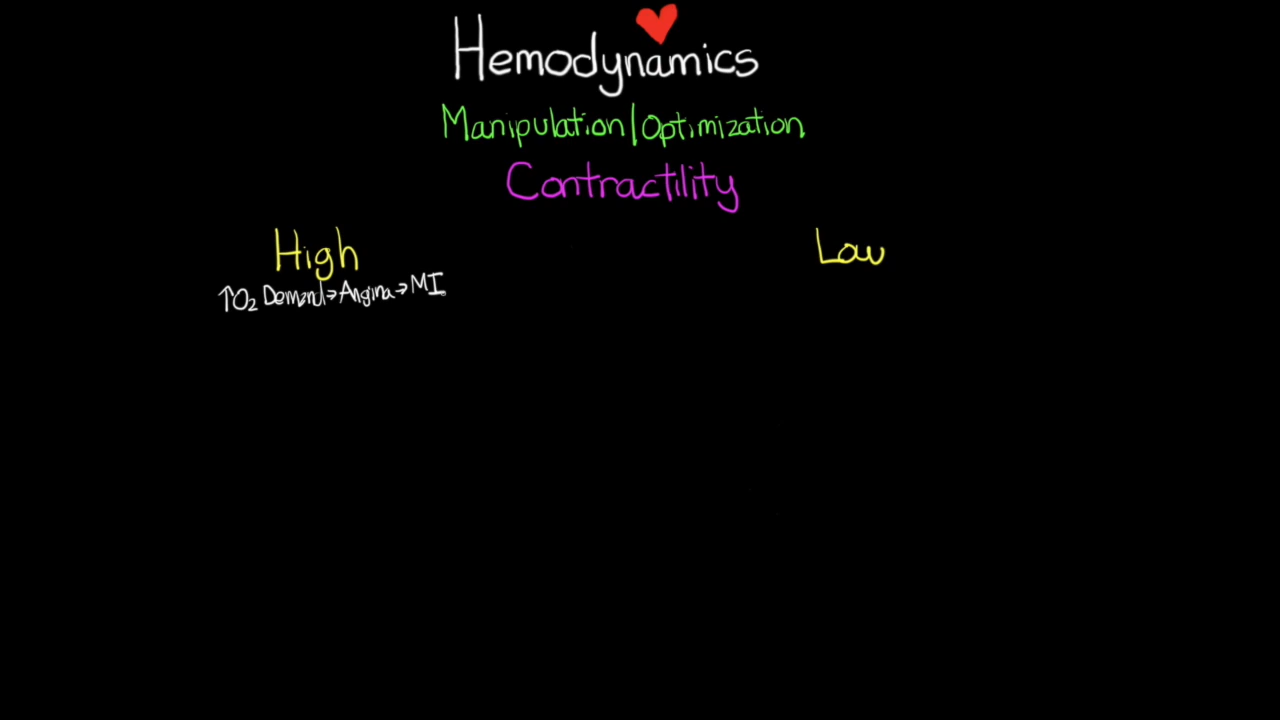 Hemodynamics
Manipulation/Optimization
Contractility
High
Low
↑O₂ Demand→Angina→MI